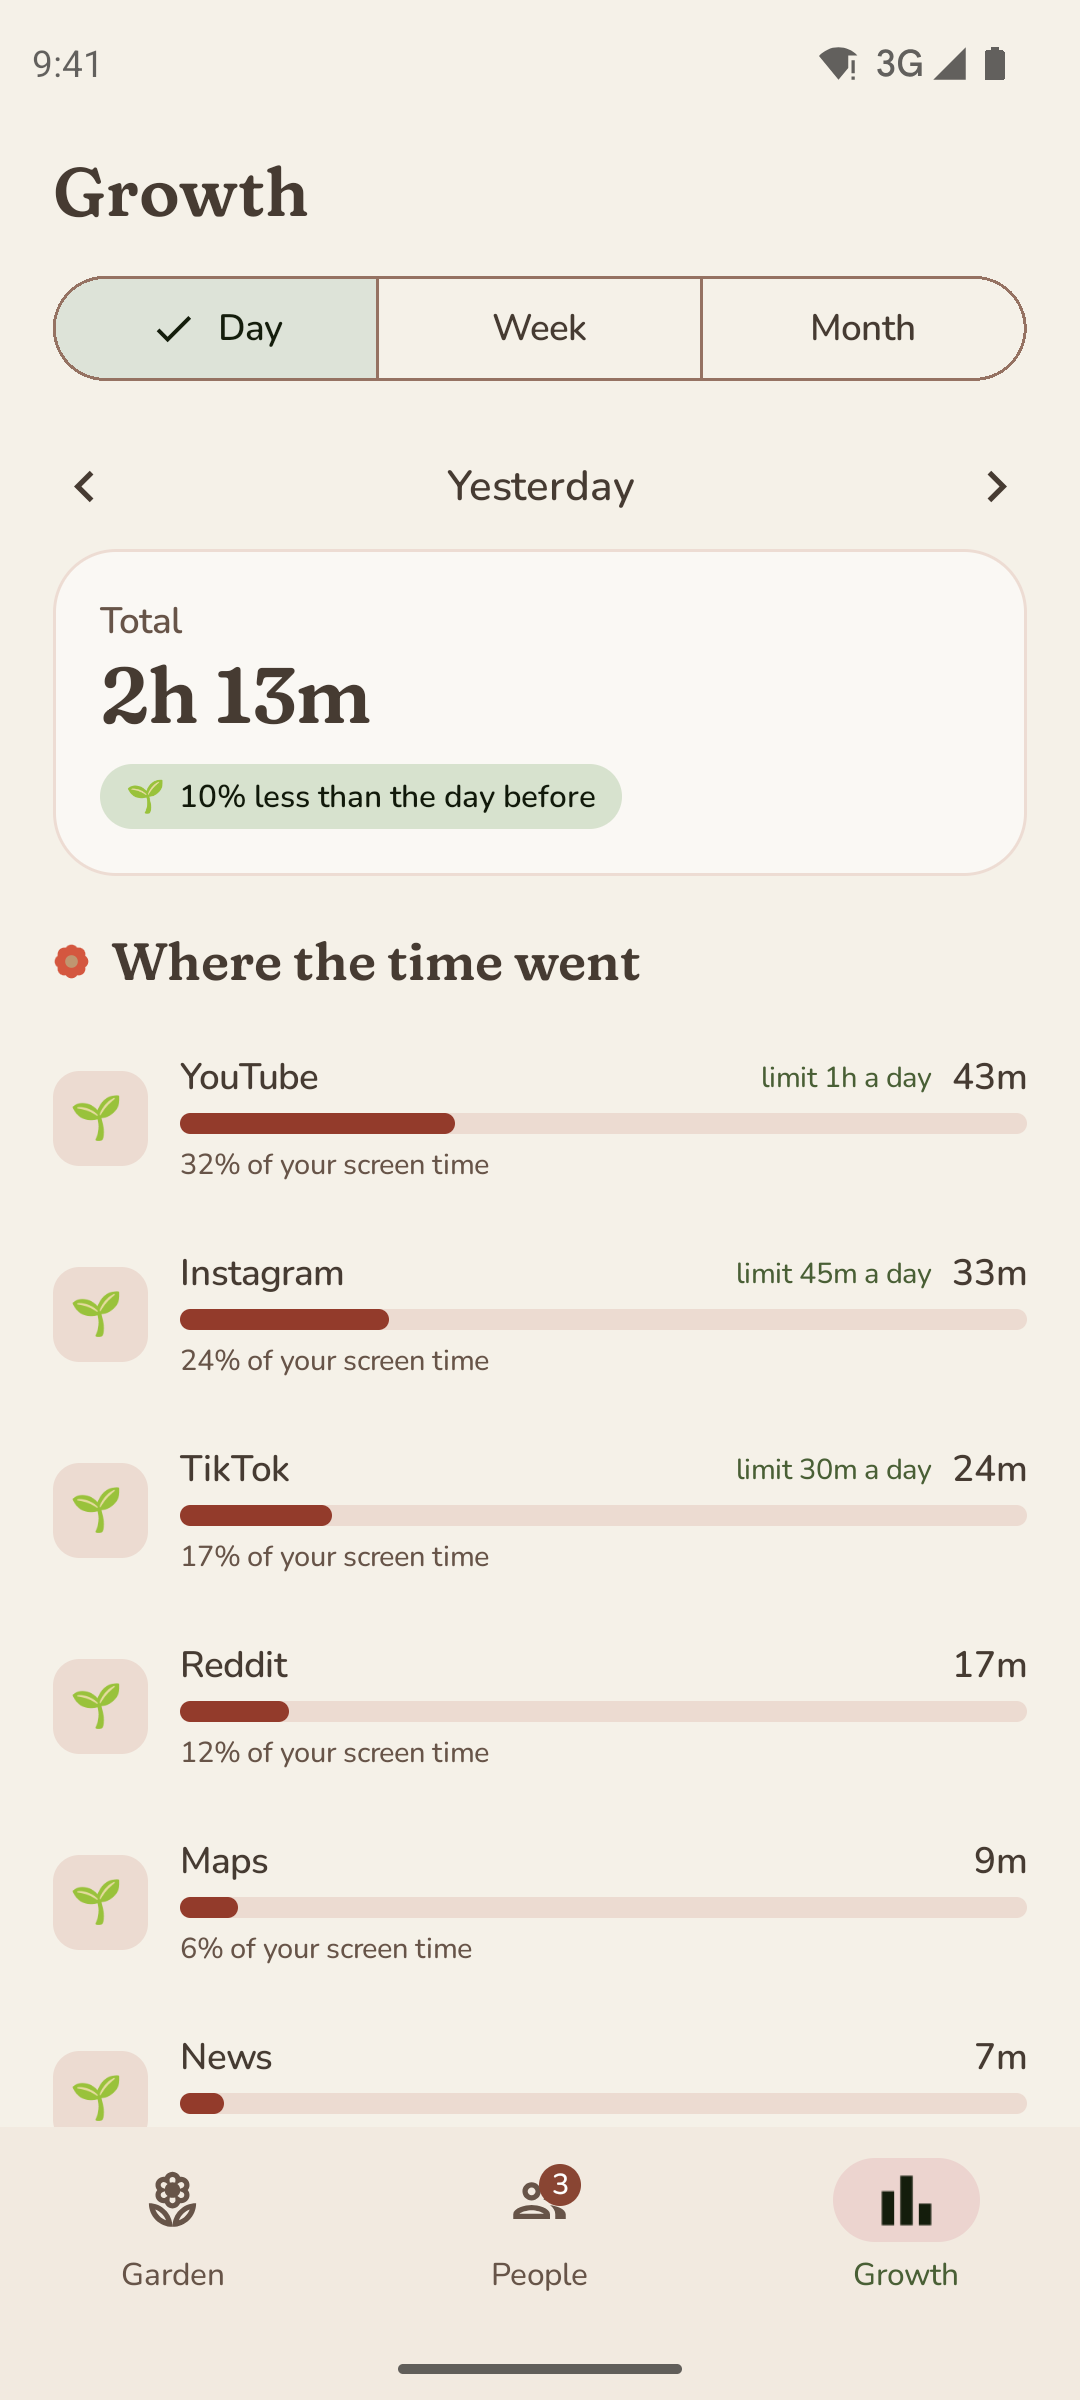 9:41
3G
Growth
Day
Week
Month
Yesterday
Total
2h 13m
10% less than the day before
Where the time went
YouTube
limit 1h a day 43m
32% of your screen time
Instagram
limit 45m a day 33m
24% of your screen time
TikTok
limit 30m a day 24m
17% of your screen time
Reddit
17m
12% of your screen time
Maps
9m
6% of your screen time
News
7m
3
Garden
People
Growth